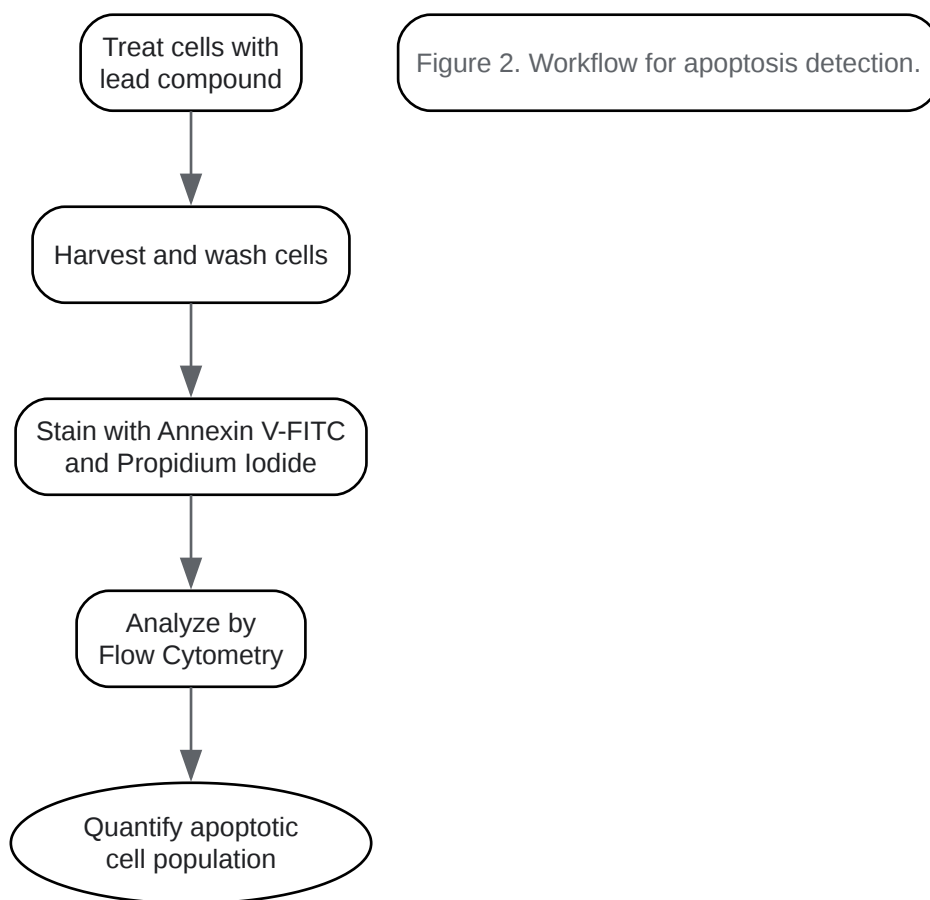 Treat cells with
lead compound
Figure 2. Workflow for apoptosis detection.
Harvest and wash cells
Stain with Annexin V-FITC
and Propidium Iodide
Analyze by
Flow Cytometry
Quantify apoptotic
cell population